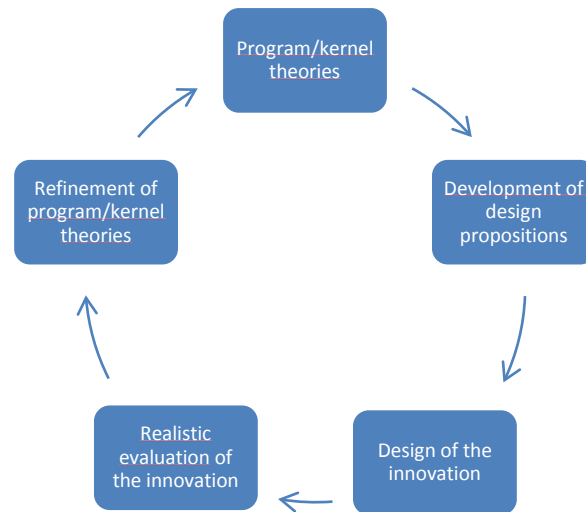 Program/kernel
theories
Development of
design
propositions
Design of the
innovation
Realistic
evaluation of
the innovation
Refinement of
program/kernel
theories